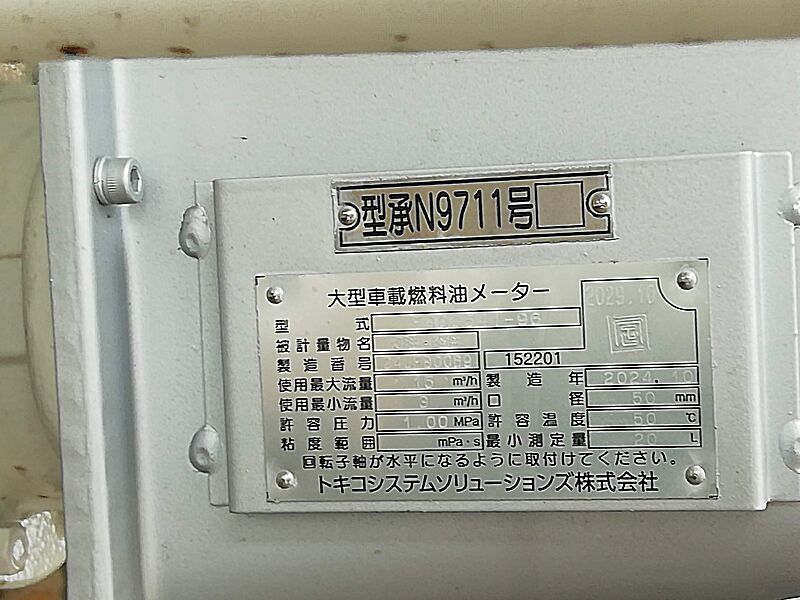 型承N9711号
大型車載燃料油メーター
2029.10
型式
被計量物名
製造番号 152201
使用最大流量 15 m³/h 製造年 2024.10
使用最小流量 3 m³/h 口径 50 mm
許容圧力 1.00 MPa 許容温度 50 ℃
粘度範囲 mPa・s 最小測定量 20 L
回転子軸が水平になるように取付けてください。
トキコシステムソリューションズ株式会社